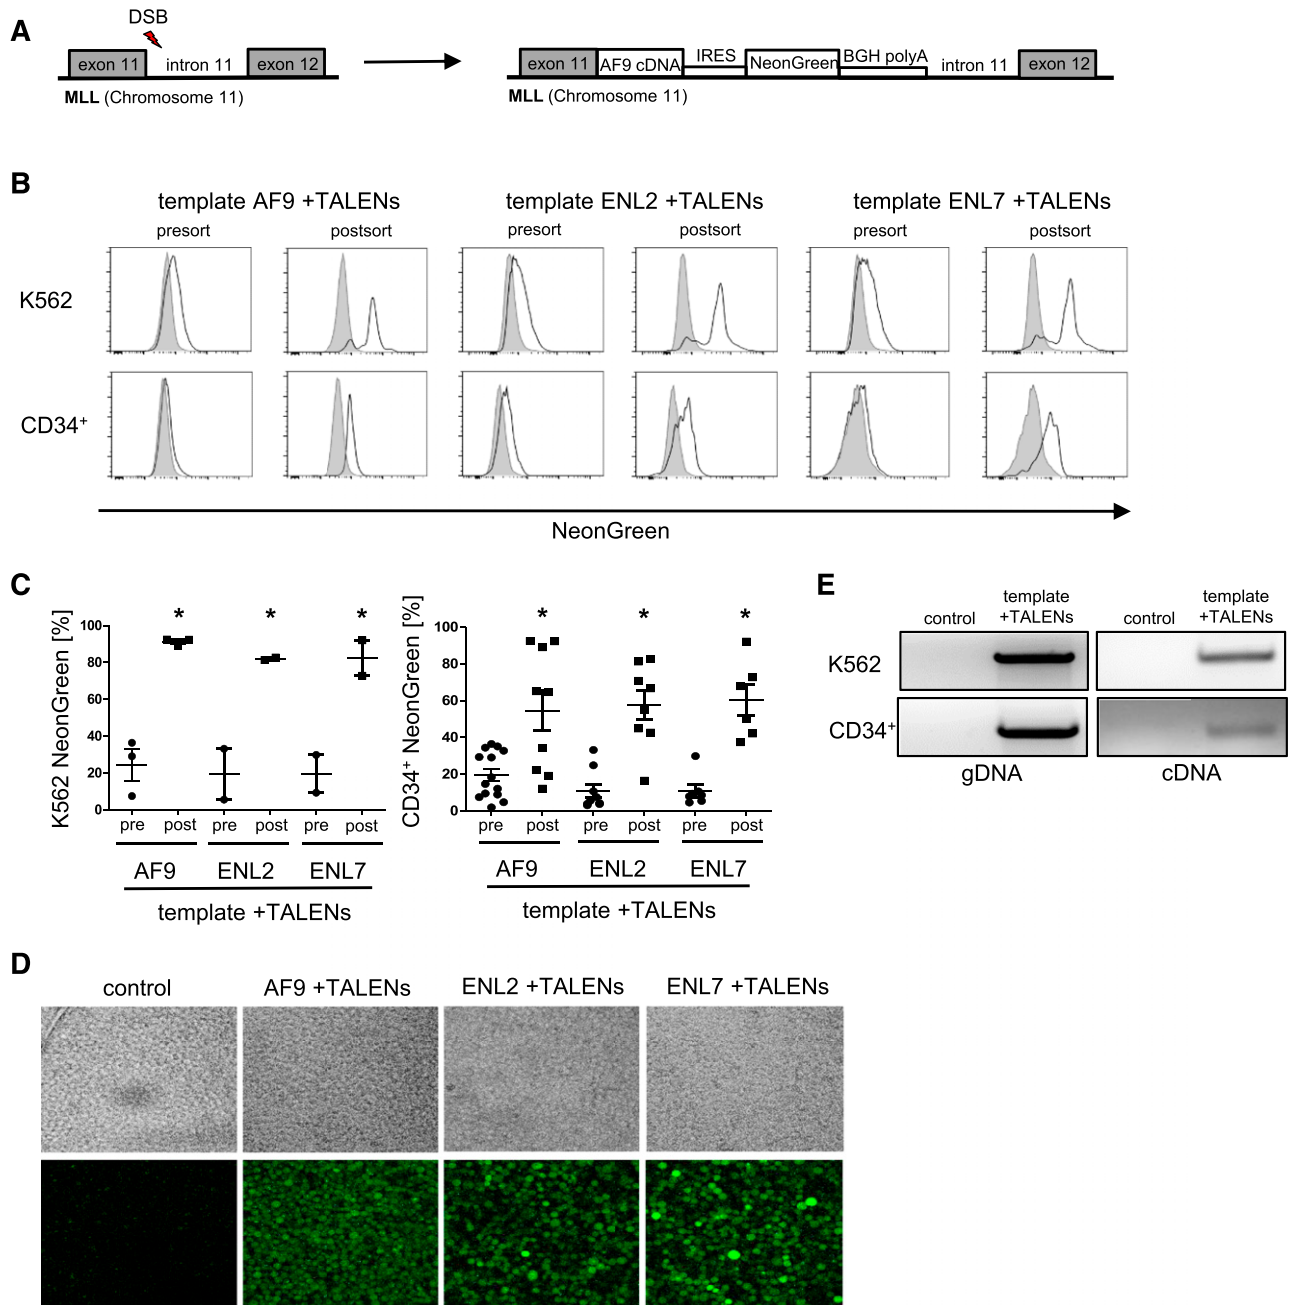 A
DSB
exon 11 intron 11 exon 12
MLL (Chromosome 11)
exon 11 AF9 cDNA IRES NeonGreen BGH polyA intron 11 exon 12
MLL (Chromosome 11)
B
template AF9 +TALENs template ENL2 +TALENs template ENL7 +TALENs
presort postsort presort postsort presort postsort
K562
CD34+
NeonGreen
C
K562 NeonGreen [%]
100
80
60
40
20
0
pre post pre post pre post
AF9 ENL2 ENL7
template +TALENs
* * *
CD34+ NeonGreen [%]
100
80
60
40
20
0
pre post pre post pre post
AF9 ENL2 ENL7
template +TALENs
* * *
E
control template +TALENs control template +TALENs
K562
CD34+
gDNA cDNA
D
control AF9 +TALENs ENL2 +TALENs ENL7 +TALENs